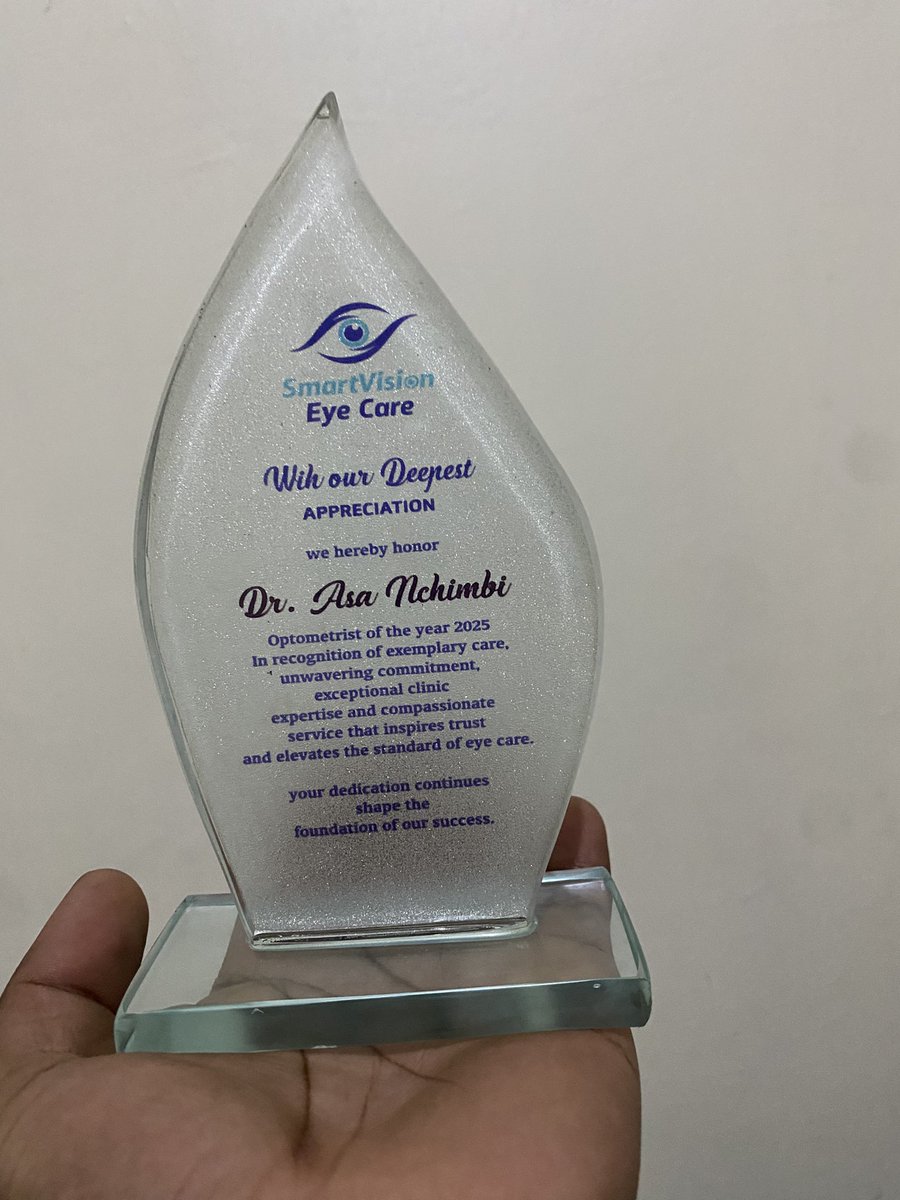 SmartVision
Eye Care
Wih our Deepest
APPRECIATION
we hereby honor
Dr. Asa Nchimbi
Optometrist of the year 2025
In recognition of exemplary care,
unwavering commitment,
exceptional clinic
expertise and compassionate
service that inspires trust
and elevates the standard of eye care.
your dedication continues
shape the
foundation of our success.